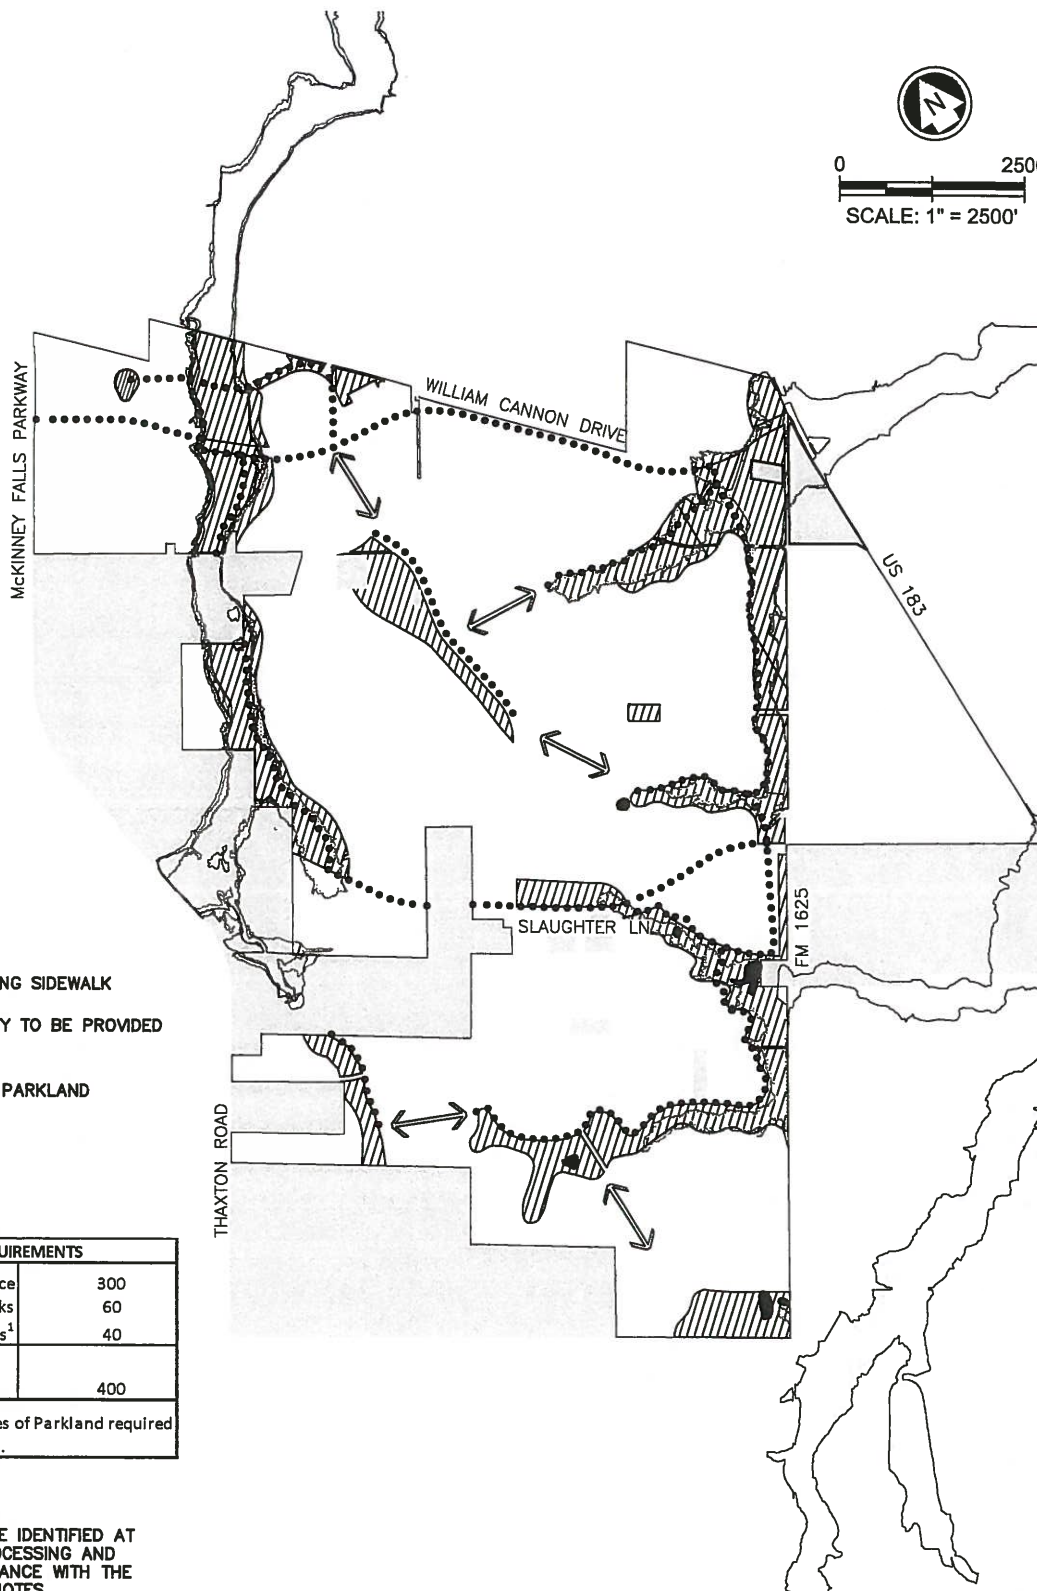 N
0 2500
SCALE: 1" = 2500'
McKINNEY FALLS PARKWAY
WILLIAM CANNON DRIVE
US 183
SLAUGHTER LN
FM 1625
NG SIDEWALK
Y TO BE PROVIDED
PARKLAND
THAXTON ROAD
UIREMENTS
ce 300
ks 60
s¹ 40
400
es of Parkland required
.
E IDENTIFIED AT
OCESSING AND
ANCE WITH THE
NOTES